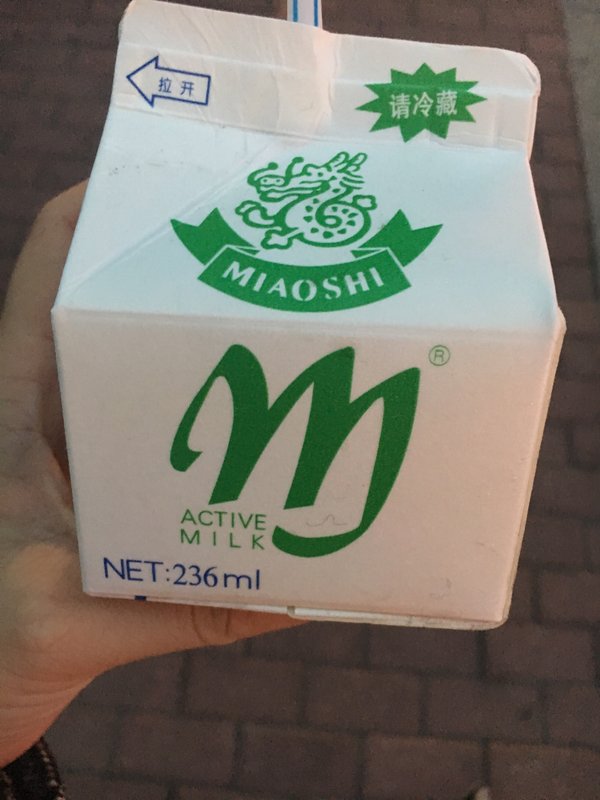 拉开
请冷藏
MIAOSHI
M
®
ACTIVE
MILK
NET:236ml